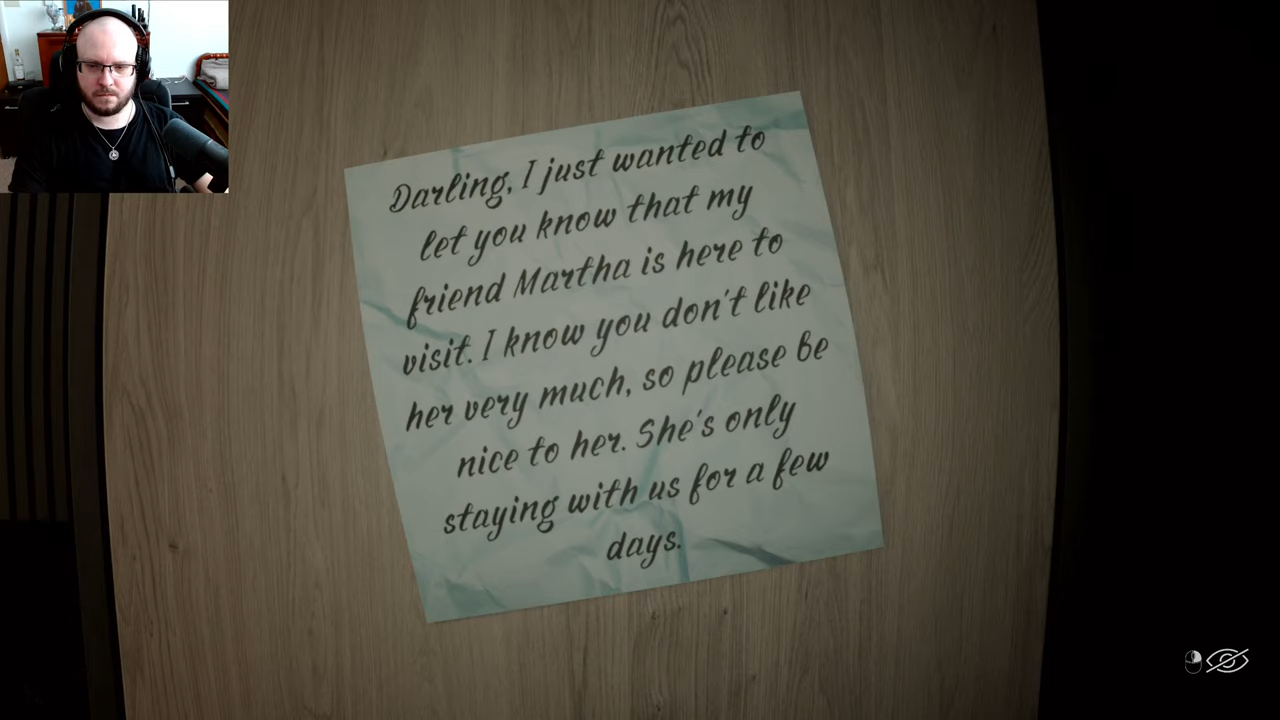 Darling, I just wanted to
let you know that my
friend Martha is here to
visit. I know you don't like
her very much, so please be
nice to her. She's only
staying with us for a few
days.